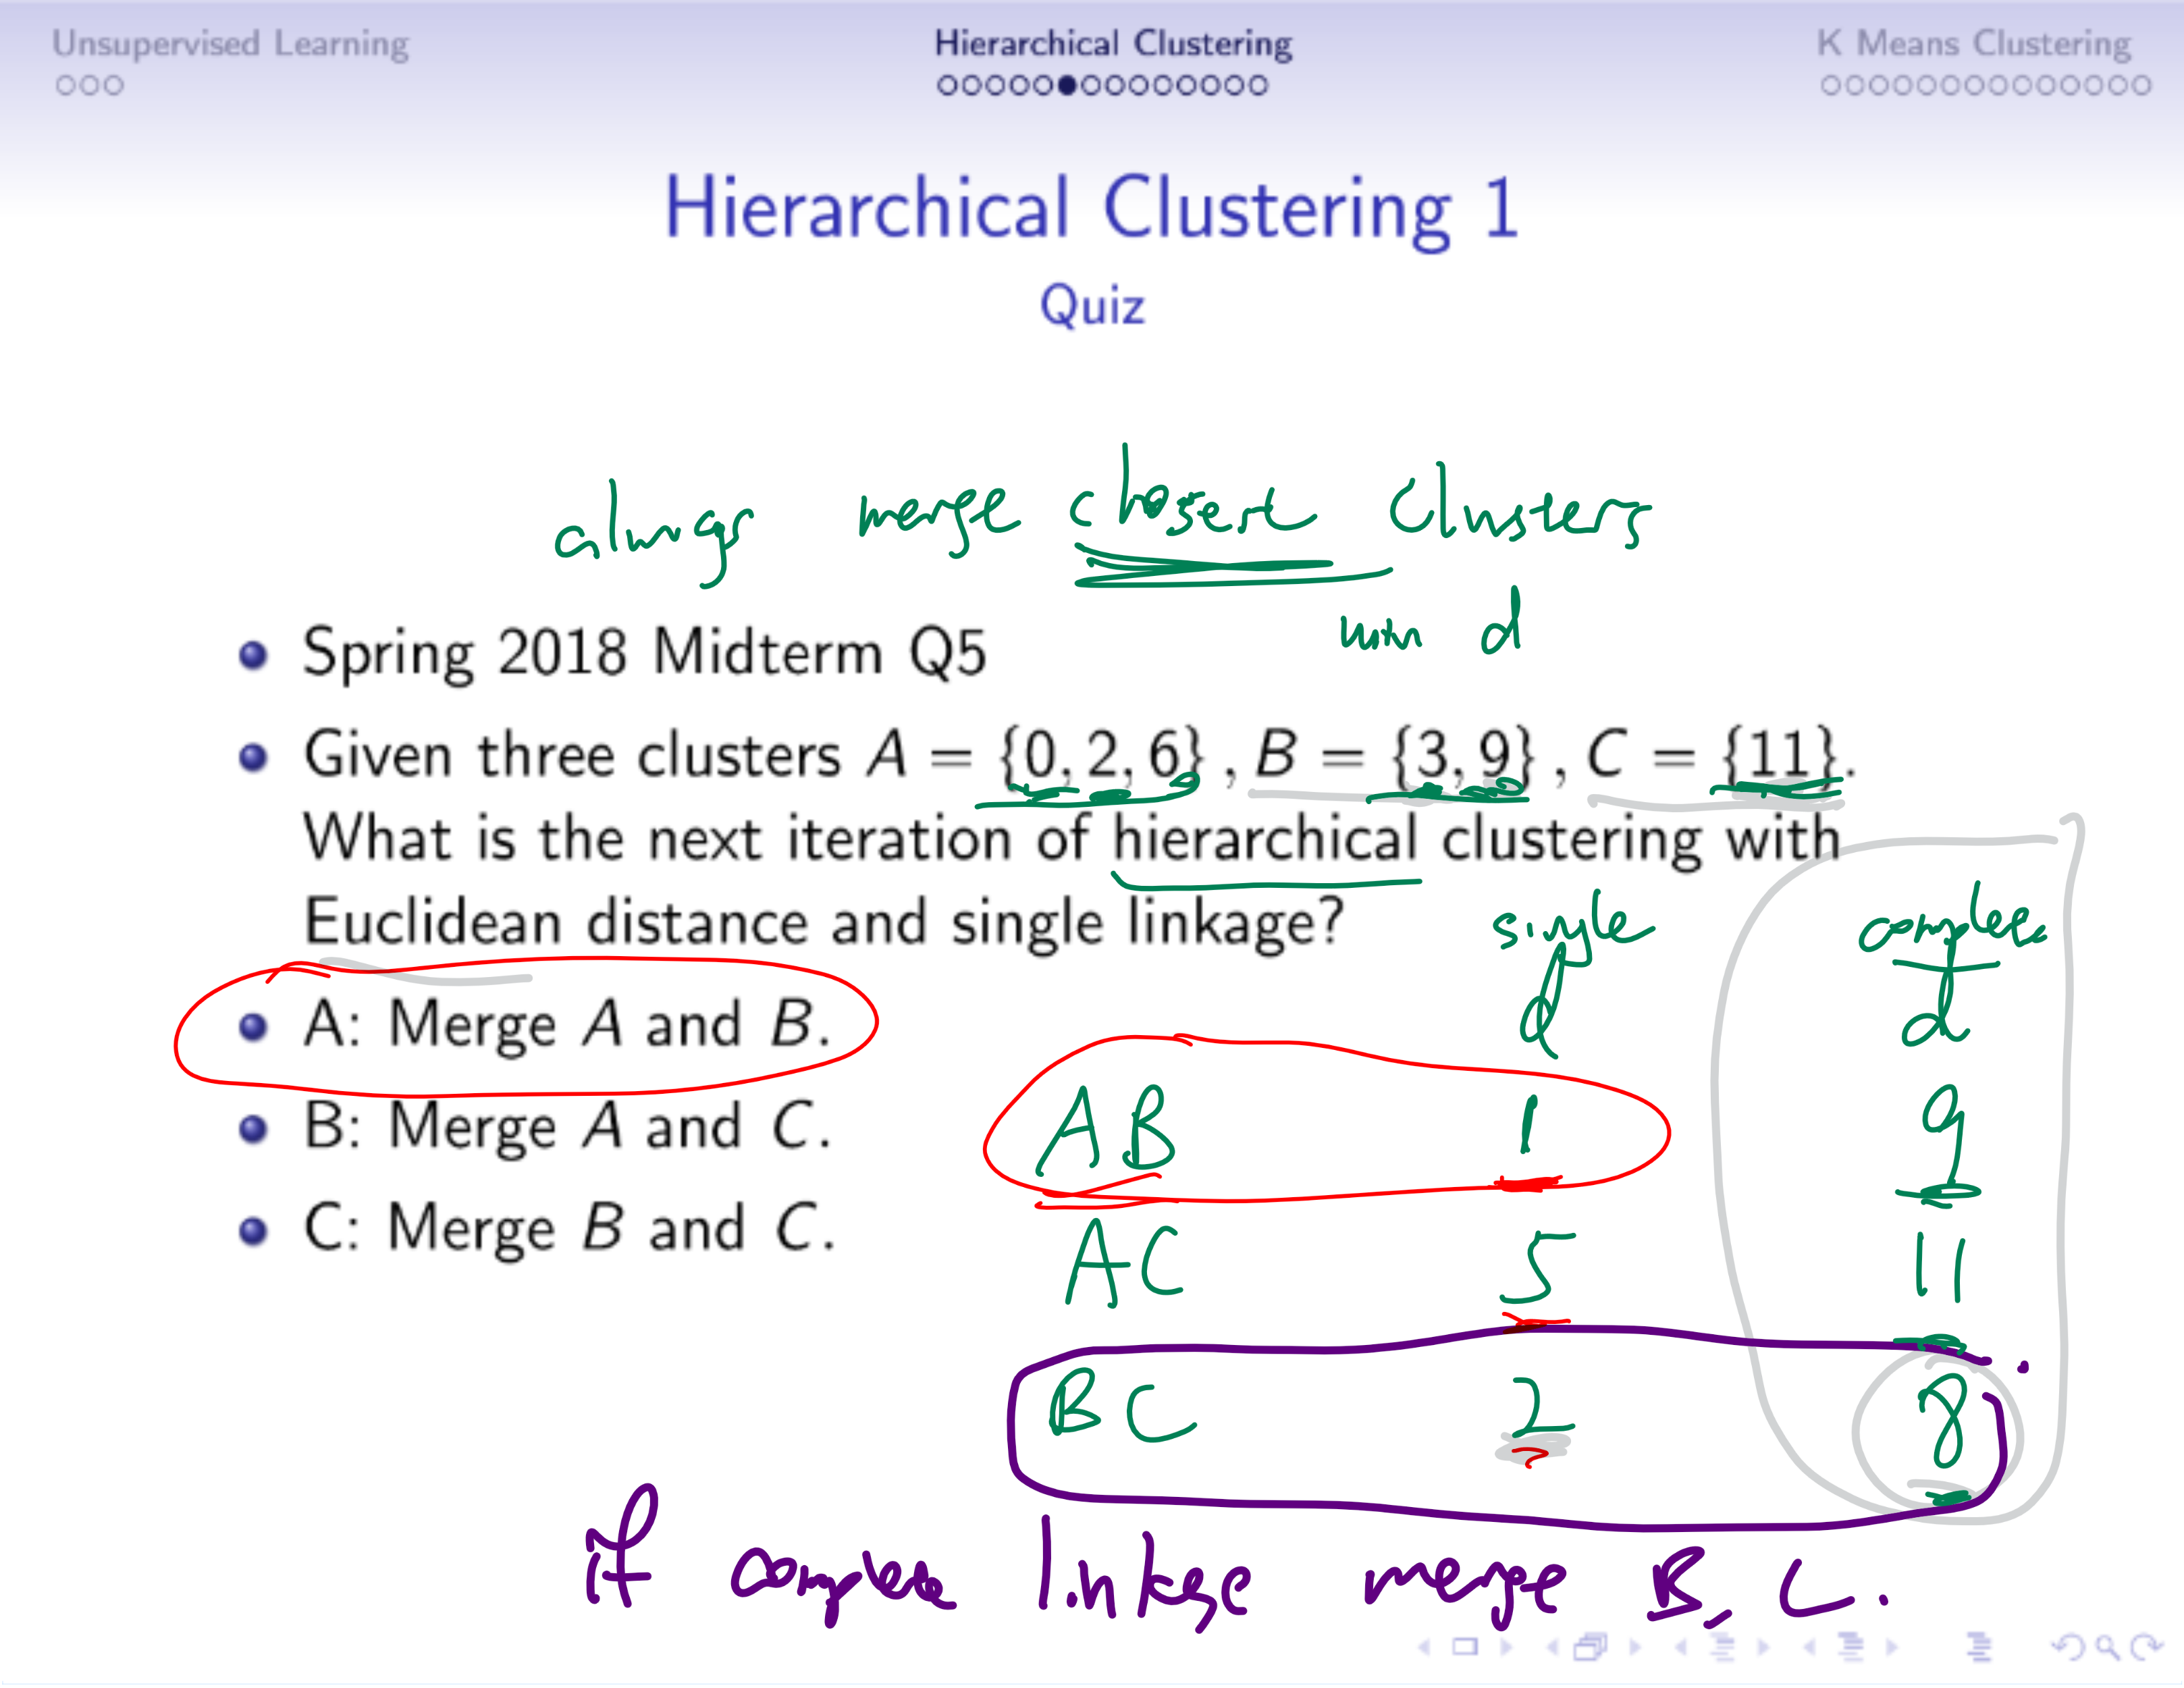 Unsupervised Learning
Hierarchical Clustering
K Means Clustering
Hierarchical Clustering 1
Quiz
always merge closest clusters
min d
Spring 2018 Midterm Q5
Given three clusters A = {0, 2, 6}, B = {3, 9}, C = {11}.
What is the next iteration of hierarchical clustering with
Euclidean distance and single linkage?
single complete
d d
A: Merge A and B.
AB 1 9
B: Merge A and C.
AC 5 11
C: Merge B and C.
BC 2 8
if complete linkage merge B, C.